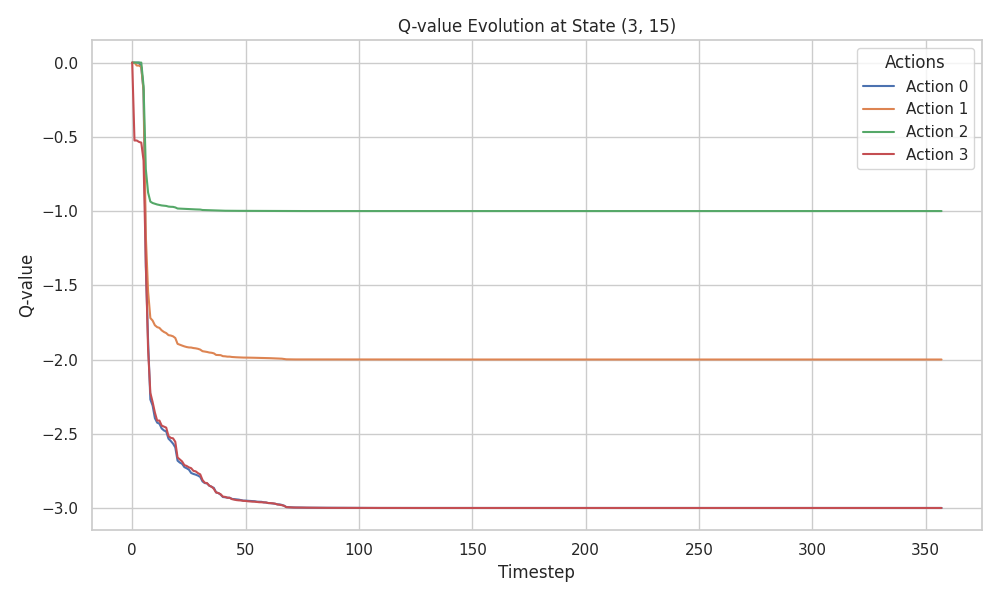 Q-value Evolution at State (3, 15)
Actions
Action 0
Action 1
Action 2
Action 3
Q-value
0.0
−0.5
−1.0
−1.5
−2.0
−2.5
−3.0
0 50 100 150 200 250 300 350
Timestep